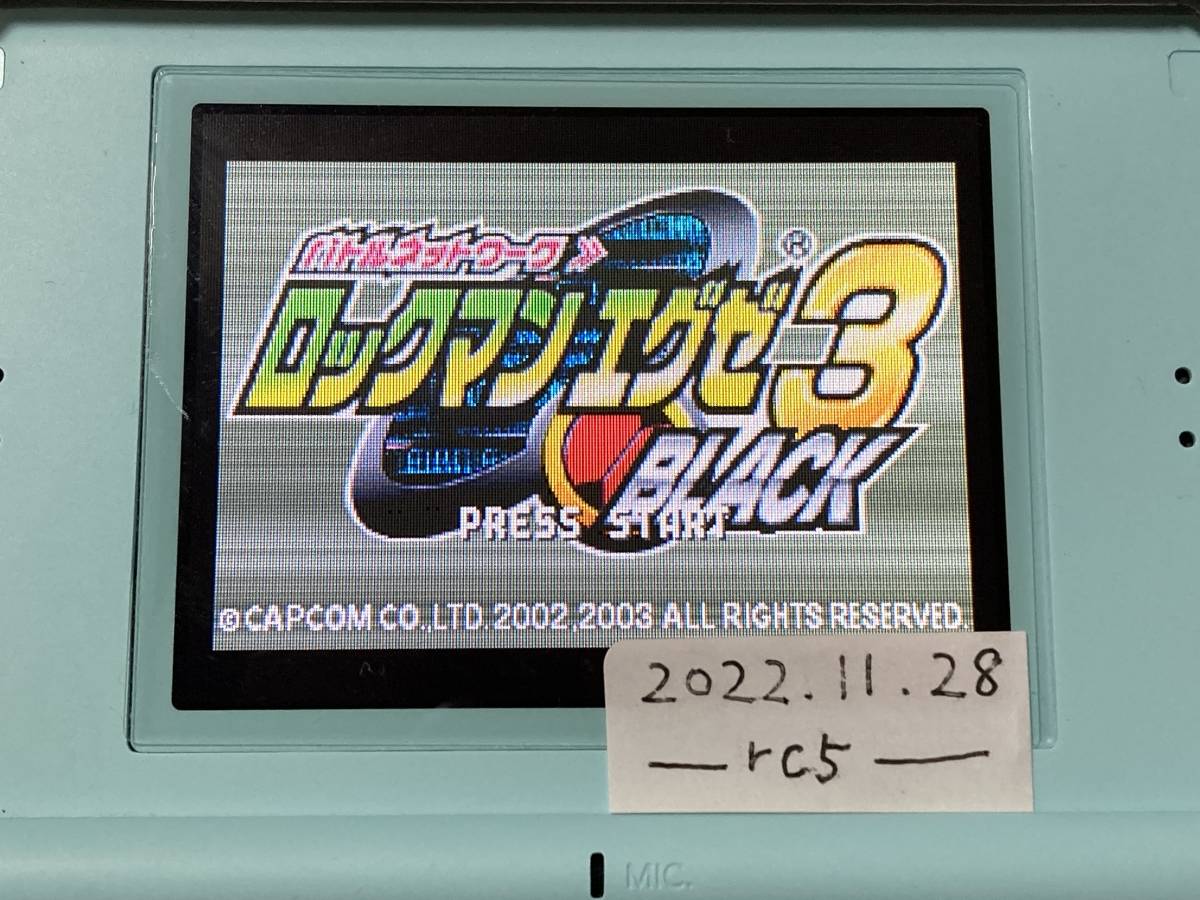 バトルネットワーク
ロックマンエグゼ3®
BLACK
PRESS START
©CAPCOM CO.,LTD.2002,2003 ALL RIGHTS RESERVED.
2022.11.28
—rc5—
MIC.